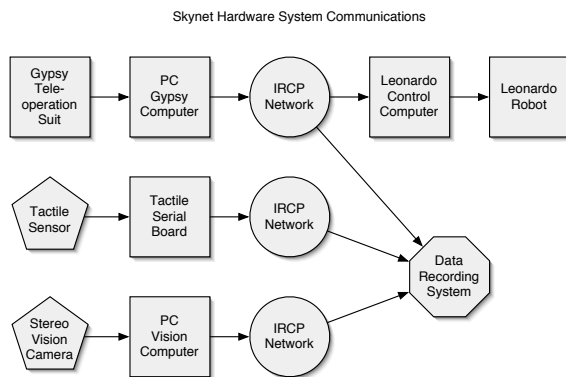 Skynet Hardware System Communications
Gypsy
Tele-
operation
Suit
PC
Gypsy
Computer
IRCP
Network
Leonardo
Control
Computer
Leonardo
Robot
Tactile
Sensor
Tactile
Serial
Board
IRCP
Network
Data
Recording
System
Stereo
Vision
Camera
PC
Vision
Computer
IRCP
Network